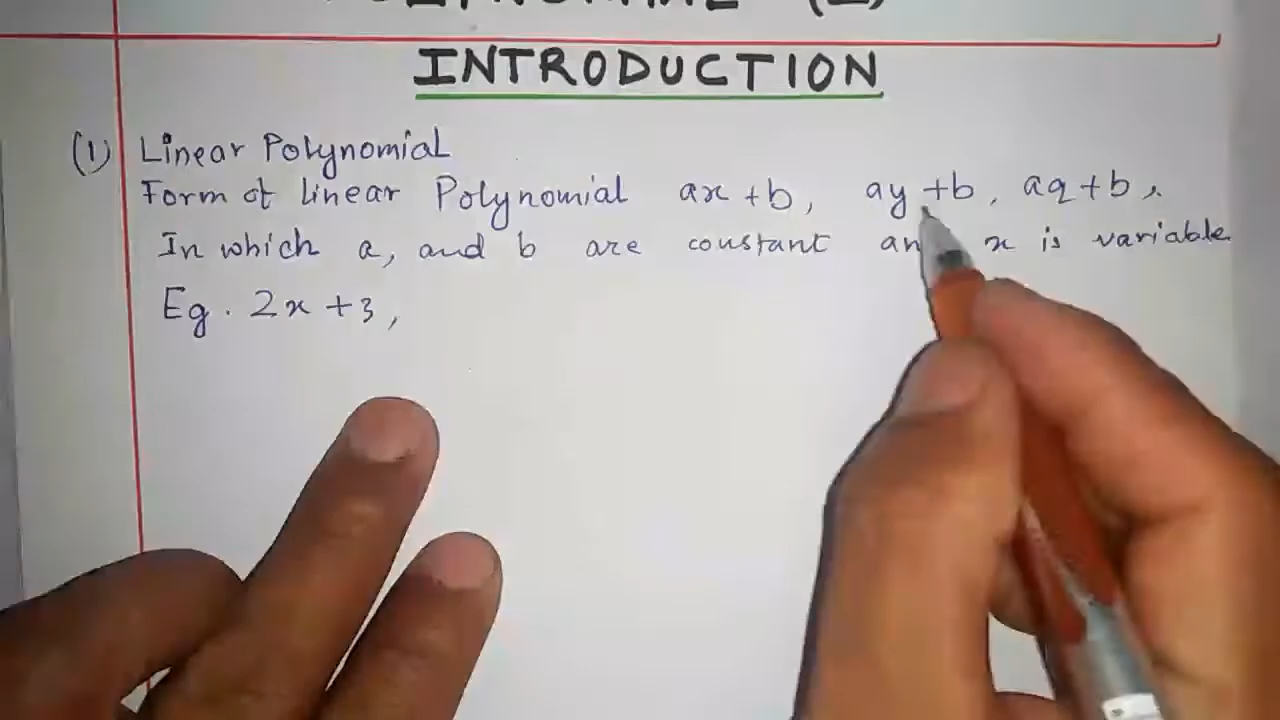 INTRODUCTION
(1) Linear Polynomial
Form of linear Polynomial ax + b, ay + b, aq + b,
In which a, and b are constant x is variable
Eg. 2x + 3,